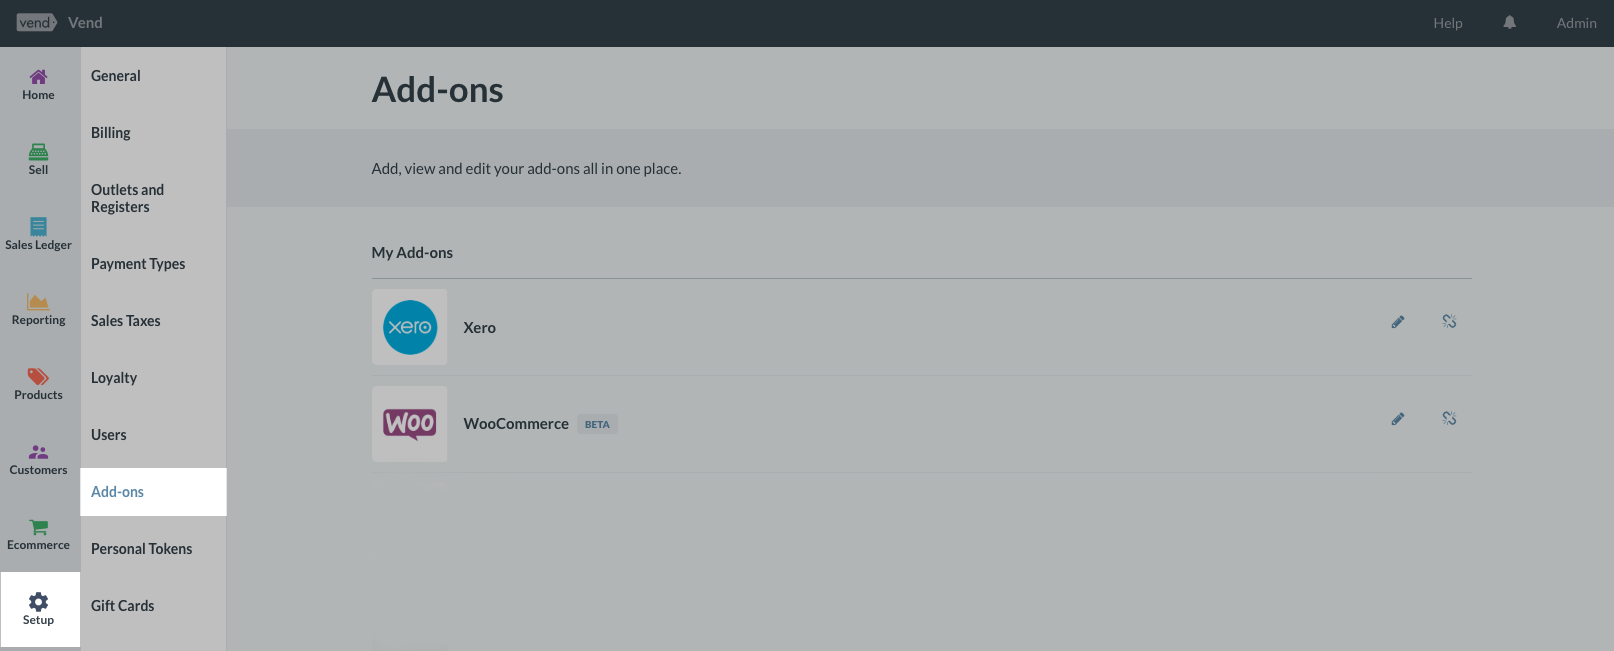 vend
Vend
Help
Admin
Home
Sell
Sales Ledger
Reporting
Products
Customers
Ecommerce
Setup
General
Billing
Outlets and
Registers
Payment Types
Sales Taxes
Loyalty
Users
Add-ons
Personal Tokens
Gift Cards
Add-ons
Add, view and edit your add-ons all in one place.
My Add-ons
xero
Xero
WOO
WooCommerce BETA